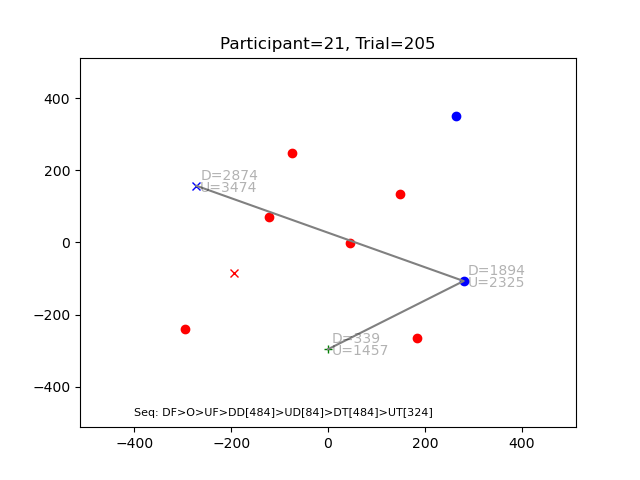 Participant=21, Trial=205
400
200
0
−200
−400
D=2874
U=3474
D=1894
U=2325
D=339
U=1457
Seq: DF>O>UF>DD[484]>UD[84]>DT[484]>UT[324]
−400
−200
0
200
400